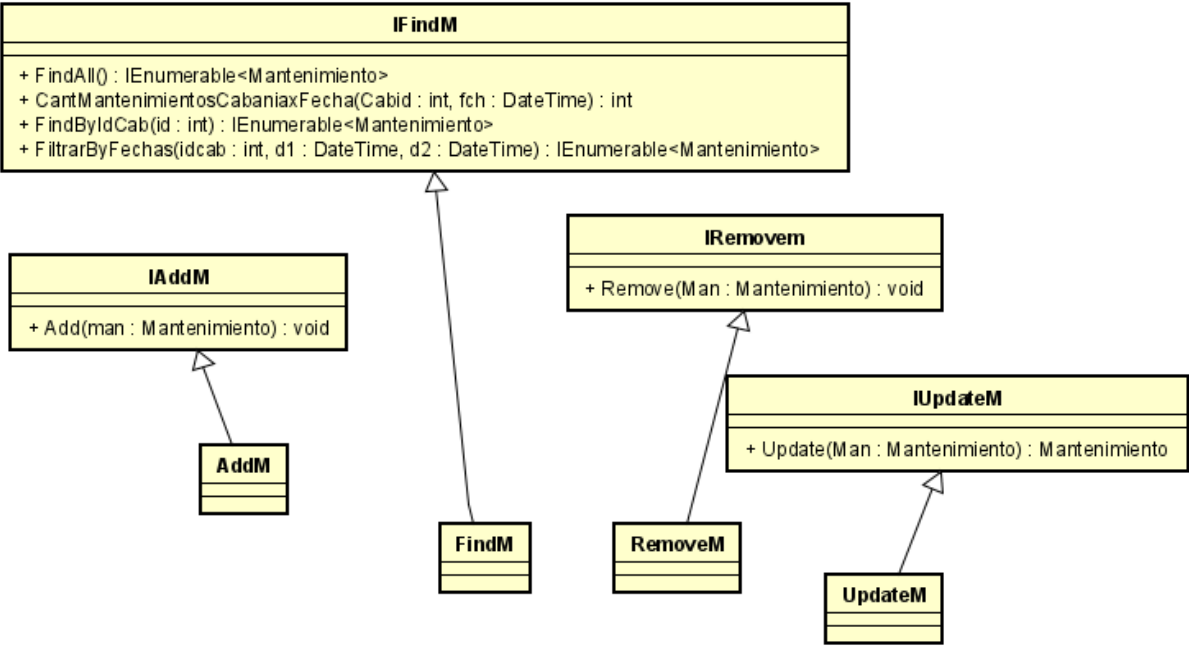 IFindM
+ FindAll() : IEnumerable<Mantenimiento>
+ CantMantenimientosCabaniaxFecha(Cabid : int, fch : DateTime) : int
+ FindByIdCab(id : int) : IEnumerable<Mantenimiento>
+ FiltrarByFechas(idcab : int, d1 : DateTime, d2 : DateTime) : IEnumerable<Mantenimiento>
IRemovem
+ Remove(Man : Mantenimiento) : void
IAddM
+ Add(man : Mantenimiento) : void
IUpdateM
+ Update(Man : Mantenimiento) : Mantenimiento
AddM
FindM
RemoveM
UpdateM